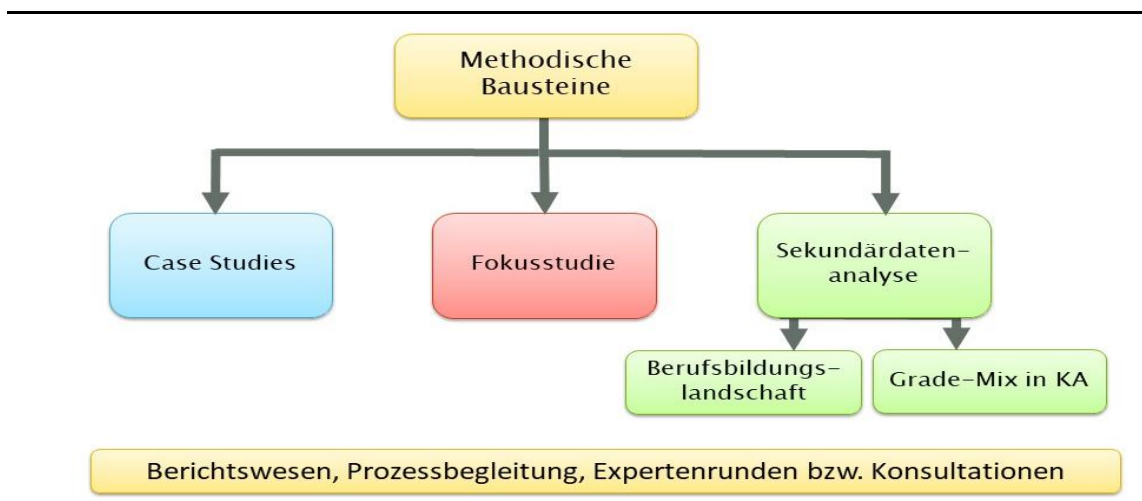 Methodische
Bausteine
Case Studies
Fokusstudie
Sekundärdaten-
analyse
Berufsbildungs-
landschaft
Grade-Mix in KA
Berichtswesen, Prozessbegleitung, Expertenrunden bzw. Konsultationen